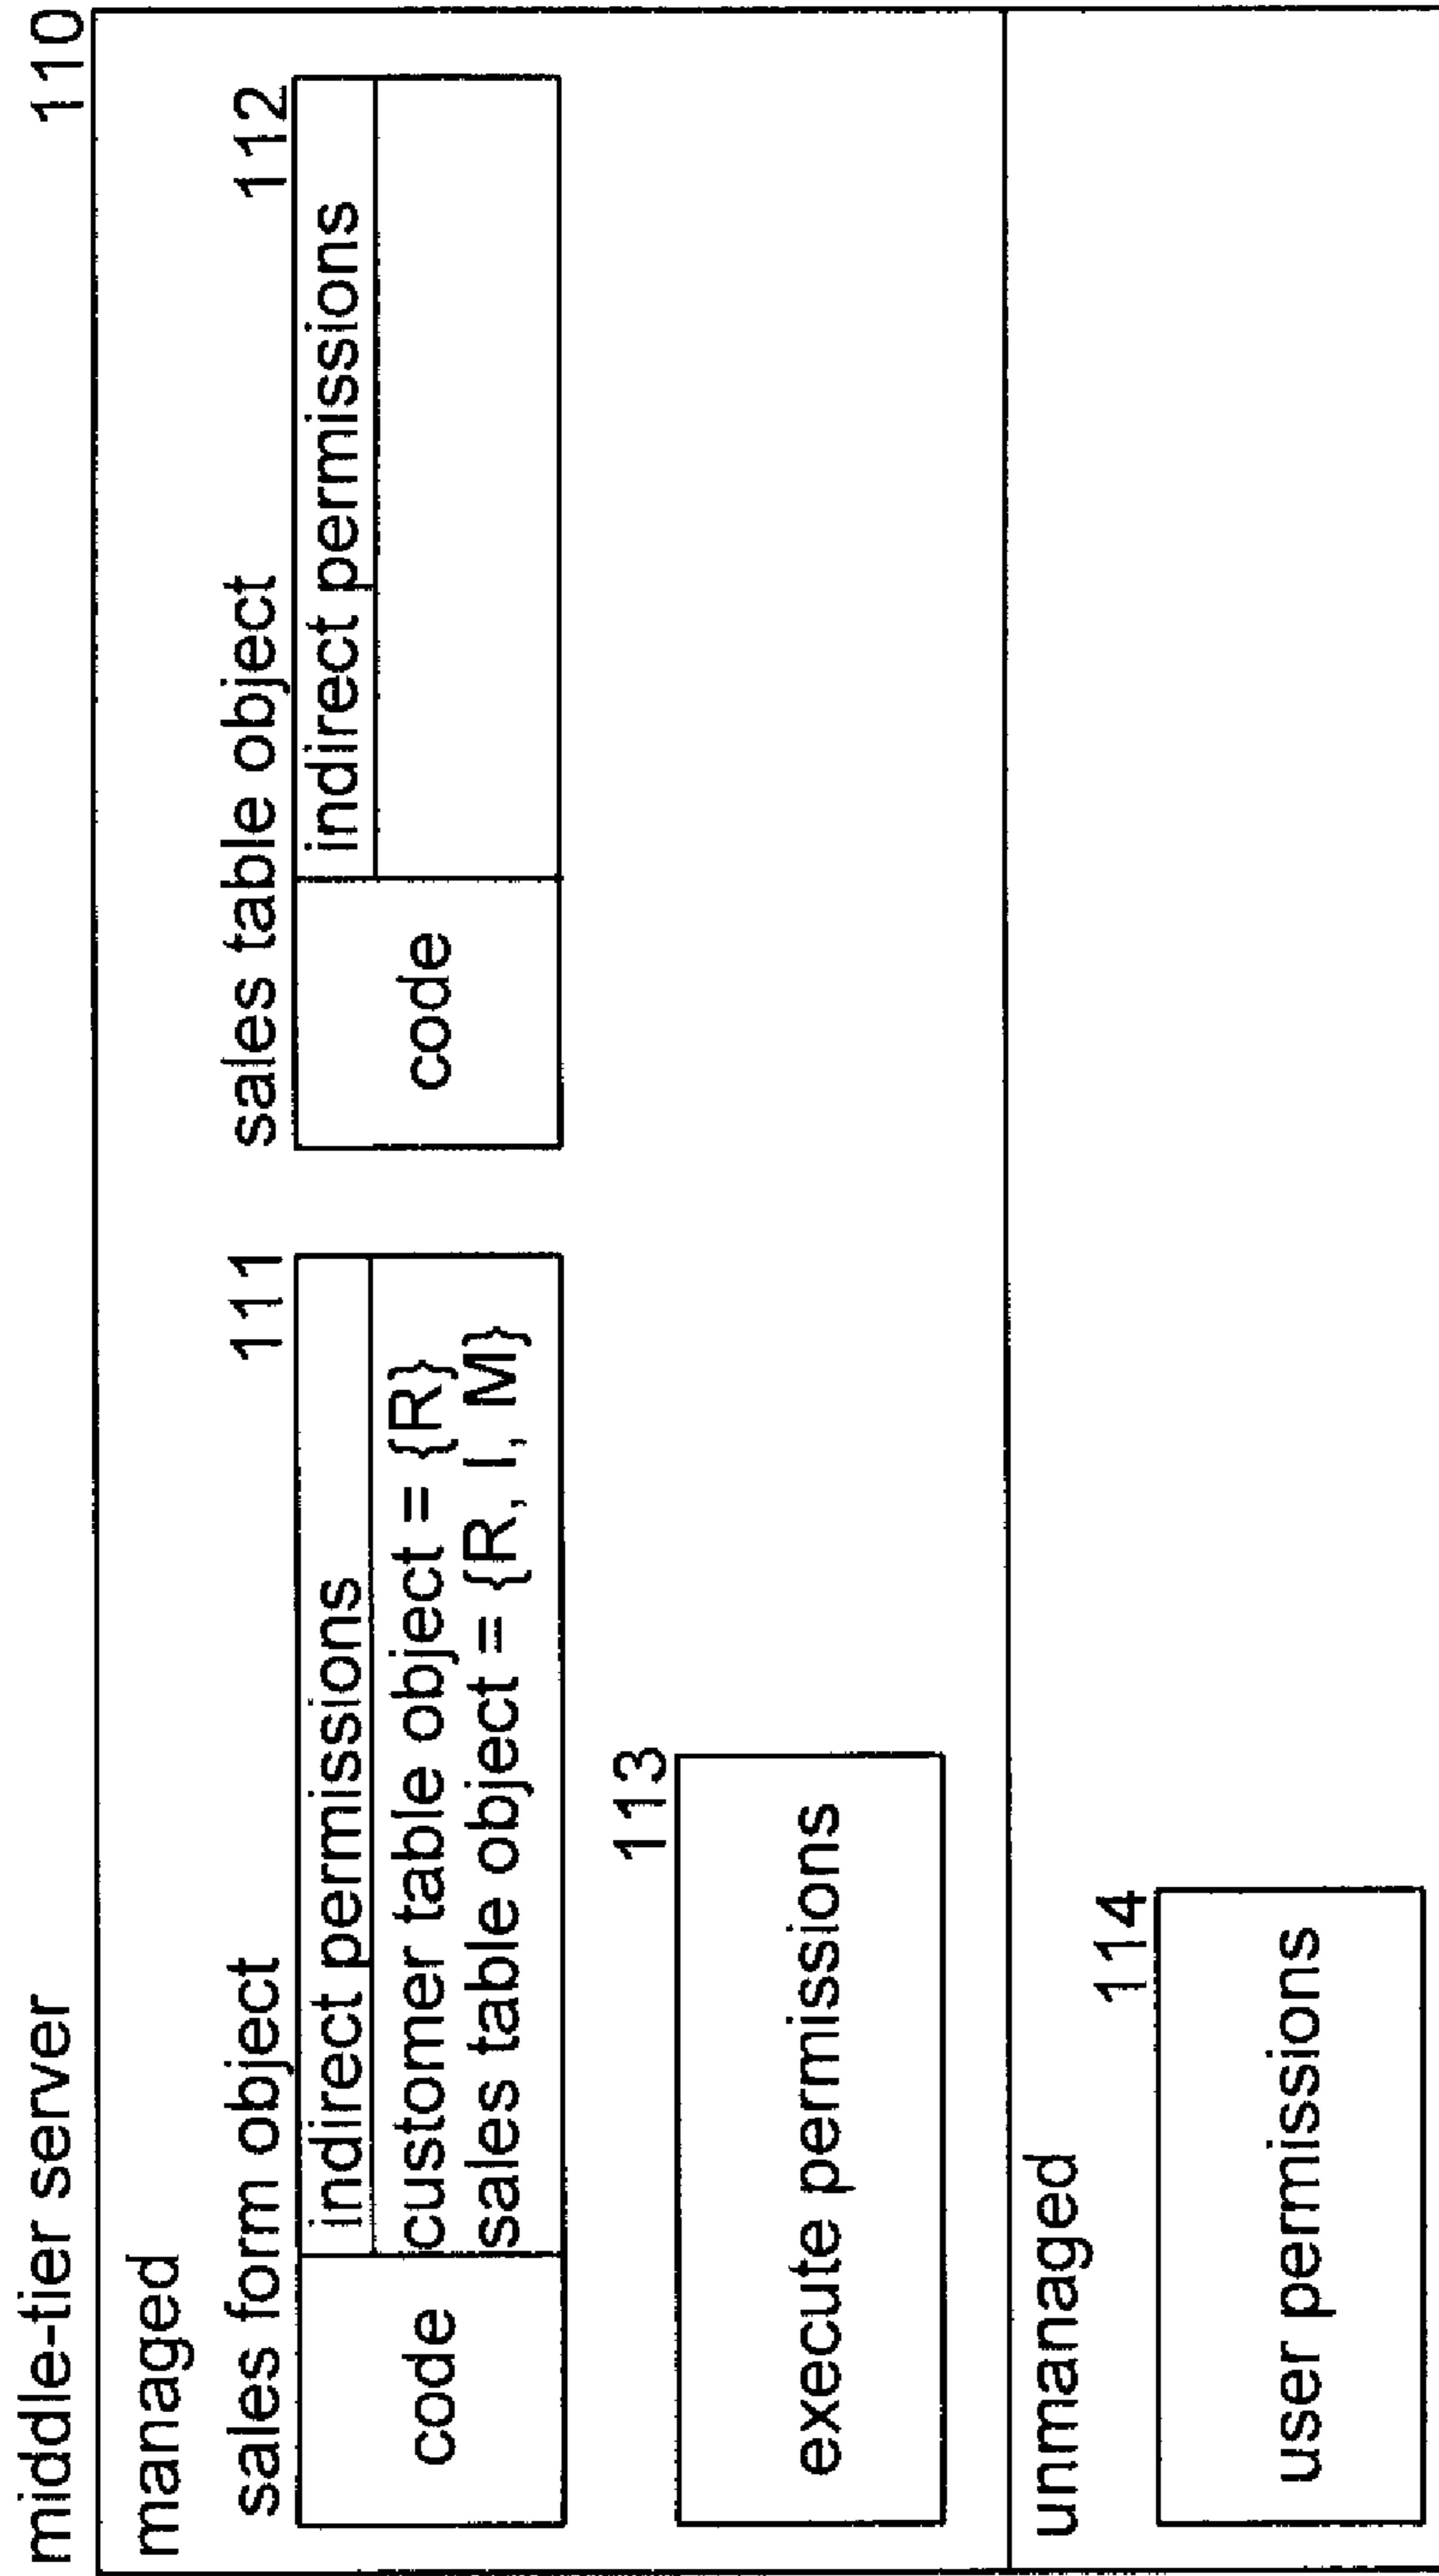 middle-tier server 110
managed
sales form object 111
code
indirect permissions
customer table object = {R}
sales table object = {R, I, M}
sales table object 112
code
indirect permissions
execute permissions 113
unmanaged
user permissions 114